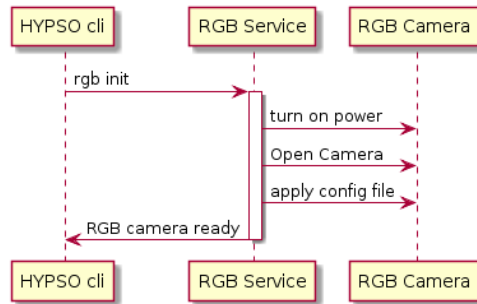 HYPSO cli
RGB Service
RGB Camera
rgb init
turn on power
Open Camera
apply config file
RGB camera ready
HYPSO cli
RGB Service
RGB Camera